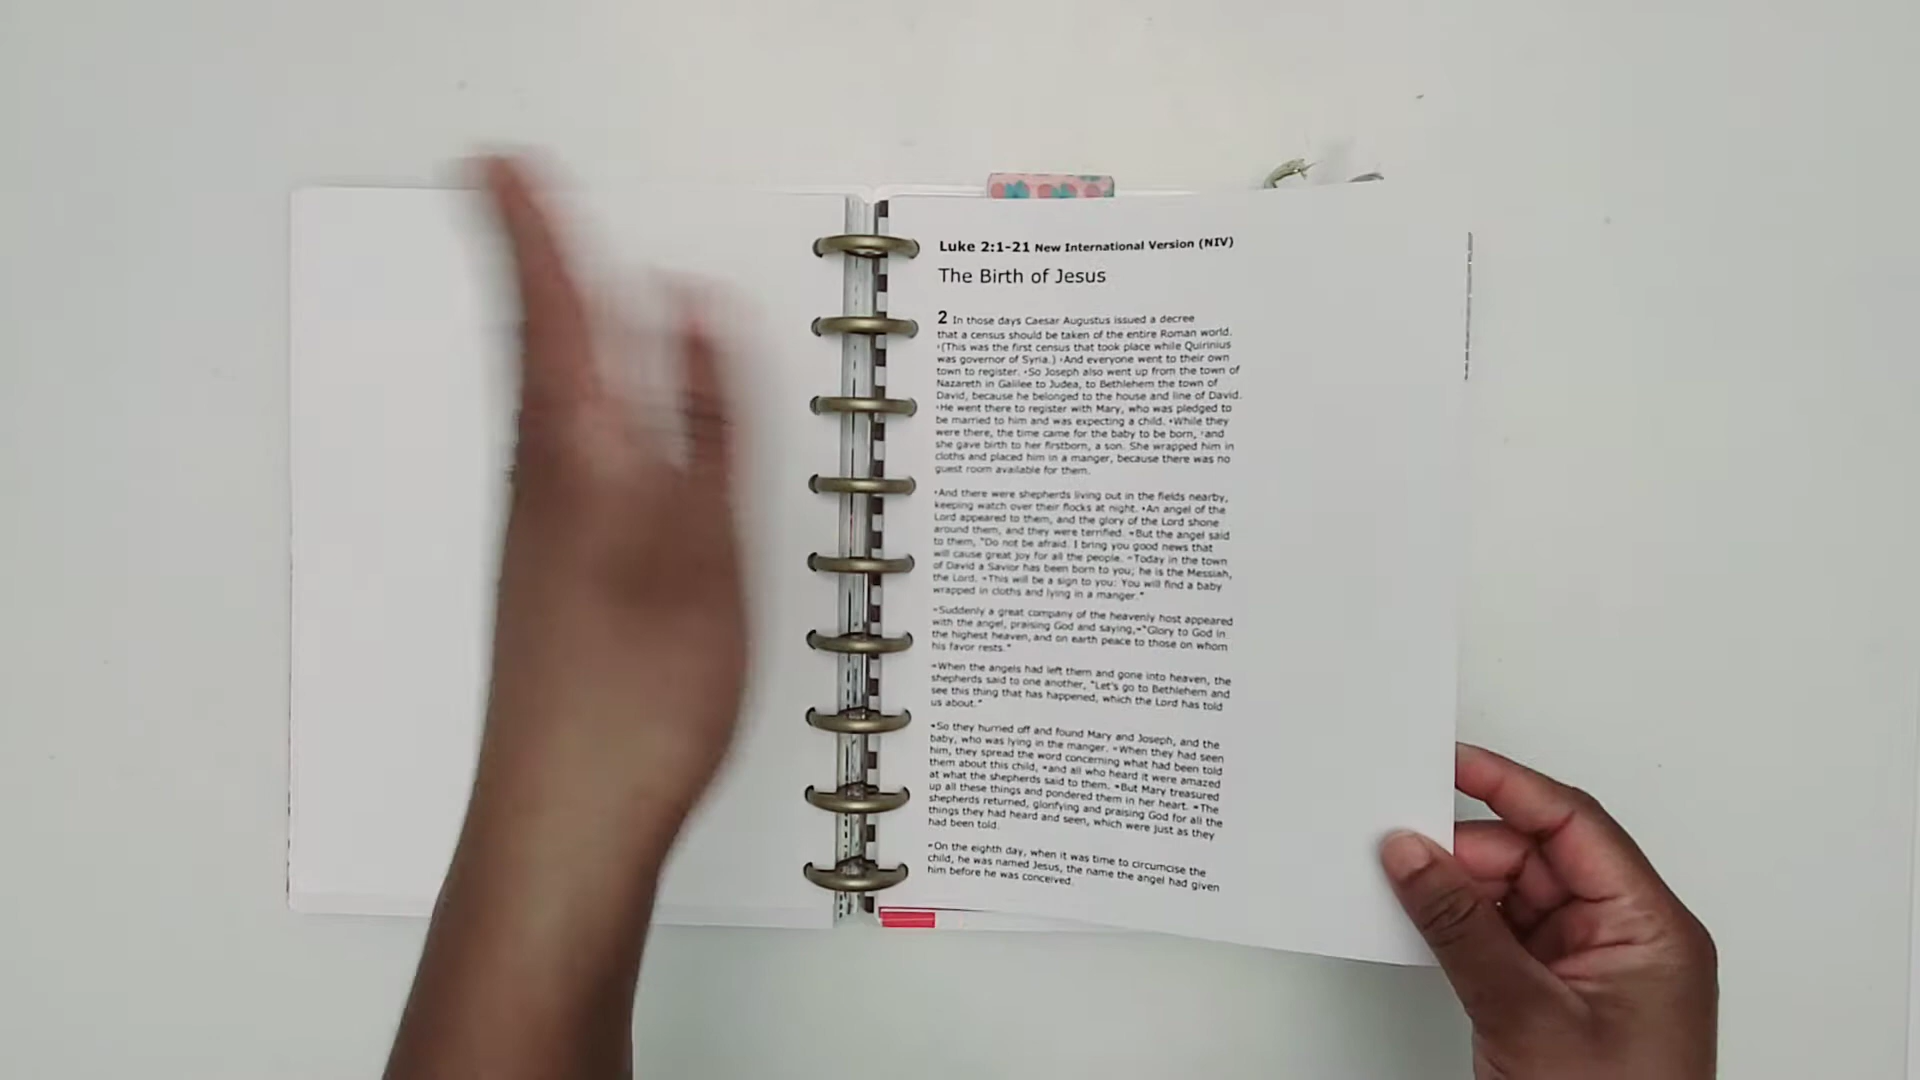 Luke 2:1-21 New International Version (NIV)
The Birth of Jesus
2 In those days Caesar Augustus issued a decree
that a census should be taken of the entire Roman world.
(This was the first census that took place while Quirinius
was governor of Syria.) And everyone went to their own
town to register. So Joseph also went up from the town of
Nazareth in Galilee to Judea, to Bethlehem the town of
David, because he belonged to the house and line of David.
He went there to register with Mary, who was pledged to
be married to him and was expecting a child. While they
were there, the time came for the baby to be born, and
she gave birth to her firstborn, a son. She wrapped him in
cloths and placed him in a manger, because there was no
guest room available for them.
And there were shepherds living out in the fields nearby,
keeping watch over their flocks at night. An angel of the
Lord appeared to them, and the glory of the Lord shone
around them, and they were terrified. But the angel said
to them, "Do not be afraid. I bring you good news that
will cause great joy for all the people. Today in the town
of David a Savior has been born to you; he is the Messiah,
the Lord. This will be a sign to you: You will find a baby
wrapped in cloths and lying in a manger."
Suddenly a great company of the heavenly host appeared
with the angel, praising God and saying, "Glory to God in
the highest heaven, and on earth peace to those on whom
his favor rests."
When the angels had left them and gone into heaven, the
shepherds said to one another, "Let's go to Bethlehem and
see this thing that has happened, which the Lord has told
us about."
So they hurried off and found Mary and Joseph, and the
baby, who was lying in the manger. When they had seen
him, they spread the word concerning what had been told
them about this child, and all who heard it were amazed
at what the shepherds said to them. But Mary treasured
up all these things and pondered them in her heart. The
shepherds returned, glorifying and praising God for all the
things they had heard and seen, which were just as they
had been told.
On the eighth day, when it was time to circumcise the
child, he was named Jesus, the name the angel had given
him before he was conceived.